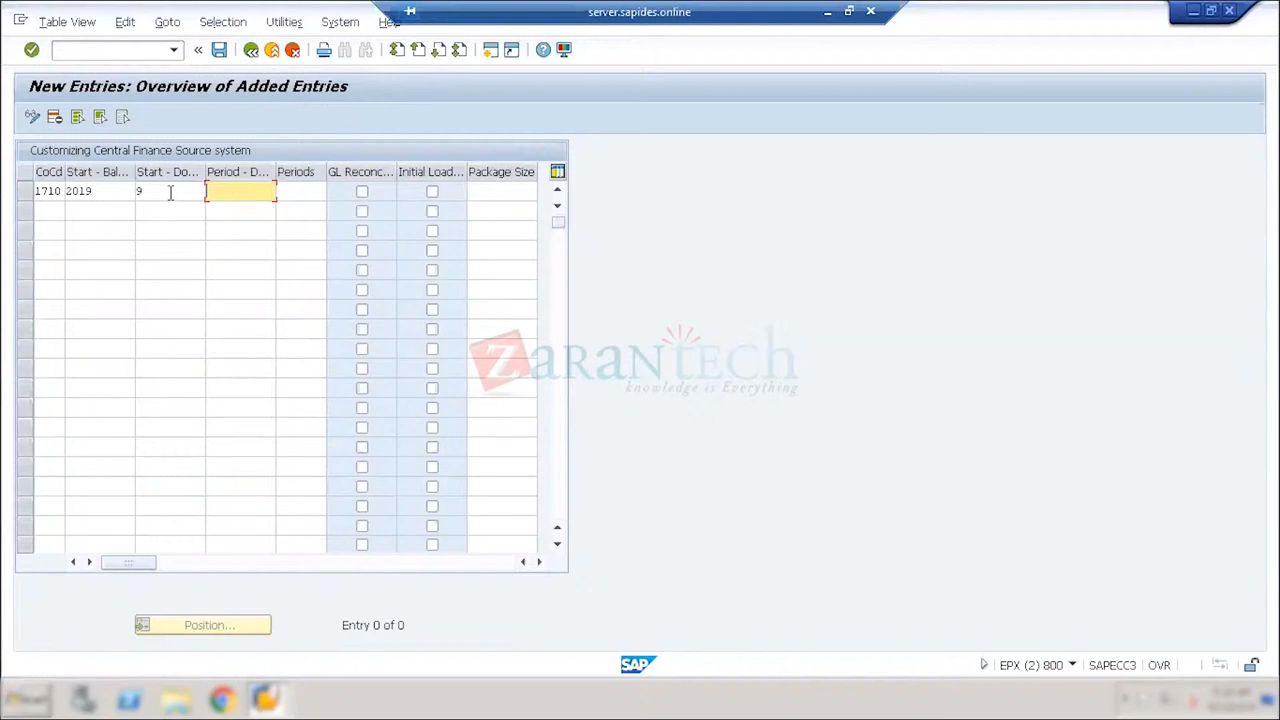 server.sapides.online
Table View Edit Goto Selection Utilities System Help
New Entries: Overview of Added Entries
Customizing Central Finance Source system
CoCd Start - Bal... Start - Do... Period - D... Periods GL Reconc... Initial Load... Package Size
1710 2019 9
zarantech
knowledge is Everything
Position... Entry 0 of 0
SAP EPX (2) 800 SAPECC3 OVR